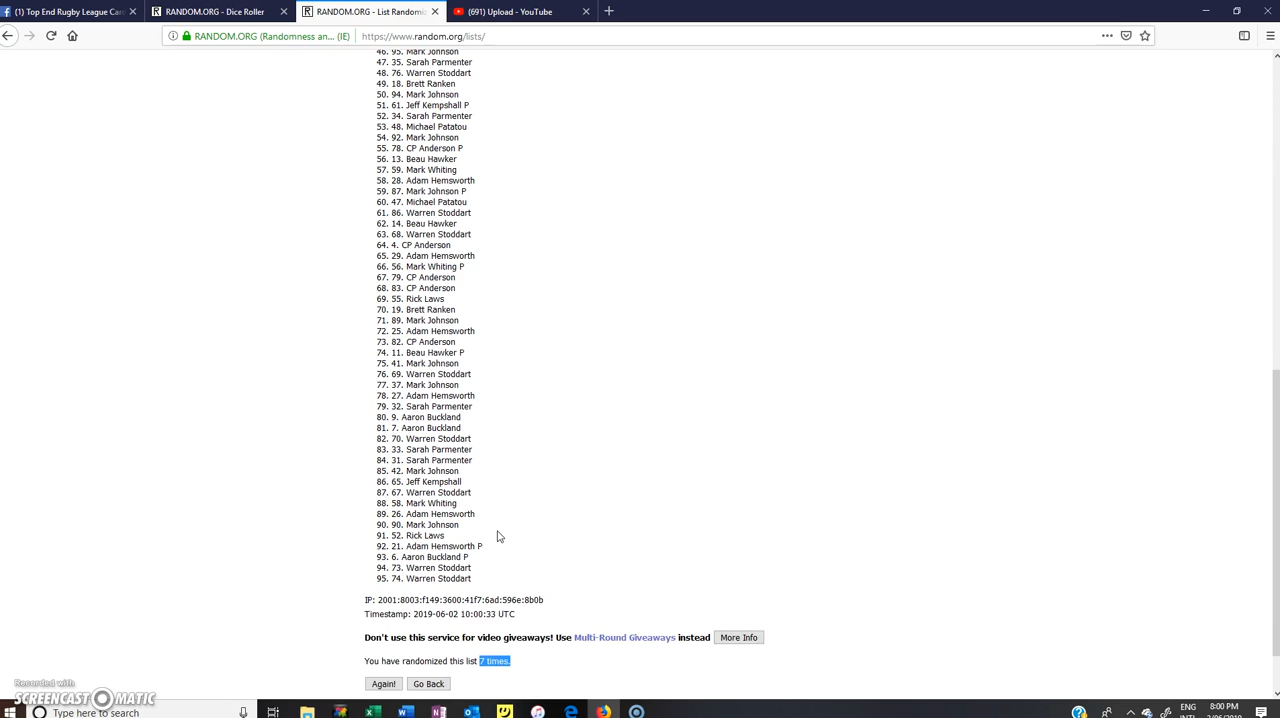 (1) Top End Rugby League Car
RANDOM.ORG - Dice Roller
RANDOM.ORG - List Randomiz
(691) Upload - YouTube
RANDOM.ORG (Randomness an... (IE)
https://www.random.org/lists/
46. 95. Mark Johnson
47. 35. Sarah Parmenter
48. 76. Warren Stoddart
49. 18. Brett Ranken
50. 94. Mark Johnson
51. 61. Jeff Kempshall P
52. 34. Sarah Parmenter
53. 48. Michael Patatou
54. 92. Mark Johnson
55. 78. CP Anderson P
56. 13. Beau Hawker
57. 59. Mark Whiting
58. 28. Adam Hemsworth
59. 87. Mark Johnson P
60. 47. Michael Patatou
61. 86. Warren Stoddart
62. 14. Beau Hawker
63. 68. Warren Stoddart
64. 4. CP Anderson
65. 29. Adam Hemsworth
66. 56. Mark Whiting P
67. 79. CP Anderson
68. 83. CP Anderson
69. 55. Rick Laws
70. 19. Brett Ranken
71. 89. Mark Johnson
72. 25. Adam Hemsworth
73. 82. CP Anderson
74. 11. Beau Hawker P
75. 41. Mark Johnson
76. 69. Warren Stoddart
77. 37. Mark Johnson
78. 27. Adam Hemsworth
79. 32. Sarah Parmenter
80. 9. Aaron Buckland
81. 7. Aaron Buckland
82. 70. Warren Stoddart
83. 33. Sarah Parmenter
84. 31. Sarah Parmenter
85. 42. Mark Johnson
86. 65. Jeff Kempshall
87. 67. Warren Stoddart
88. 58. Mark Whiting
89. 26. Adam Hemsworth
90. 90. Mark Johnson
91. 52. Rick Laws
92. 21. Adam Hemsworth P
93. 6. Aaron Buckland P
94. 73. Warren Stoddart
95. 74. Warren Stoddart
IP: 2001:8003:f149:3600:41f7:6ad:596e:8b0b
Timestamp: 2019-06-02 10:00:33 UTC
Don't use this service for video giveaways! Use Multi-Round Giveaways instead More Info
You have randomized this list 7 times.
Again! Go Back
Recorded with
SCREENCAST-O-MATIC
Type here to search
ENG
INTL
8:00 PM
2/06/2019